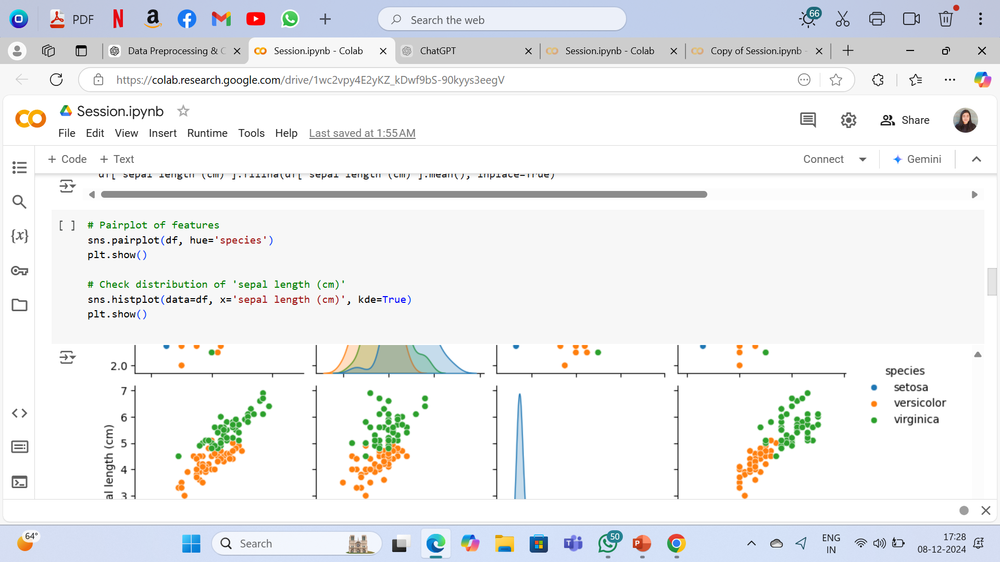 PDF
Search the web
66
Data Preprocessing & C
Session.ipynb - Colab
ChatGPT
Session.ipynb - Colab
Copy of Session.ipynb -
https://colab.research.google.com/drive/1wc2vpy4E2yKZ_kDwf9bS-90kyys3eegV
Session.ipynb
File Edit View Insert Runtime Tools Help Last saved at 1:55 AM
Share
+ Code + Text
Connect
Gemini
df['sepal length (cm)'].fillna(df['sepal length (cm)'].mean(), inplace=True)
[ ] # Pairplot of features
sns.pairplot(df, hue='species')
plt.show()
# Check distribution of 'sepal length (cm)'
sns.histplot(data=df, x='sepal length (cm)', kde=True)
plt.show()
2.0
species
setosa
versicolor
virginica
7
6
5
4
3
al length (cm)
64°
Search
50
ENG
IN
17:28
08-12-2024